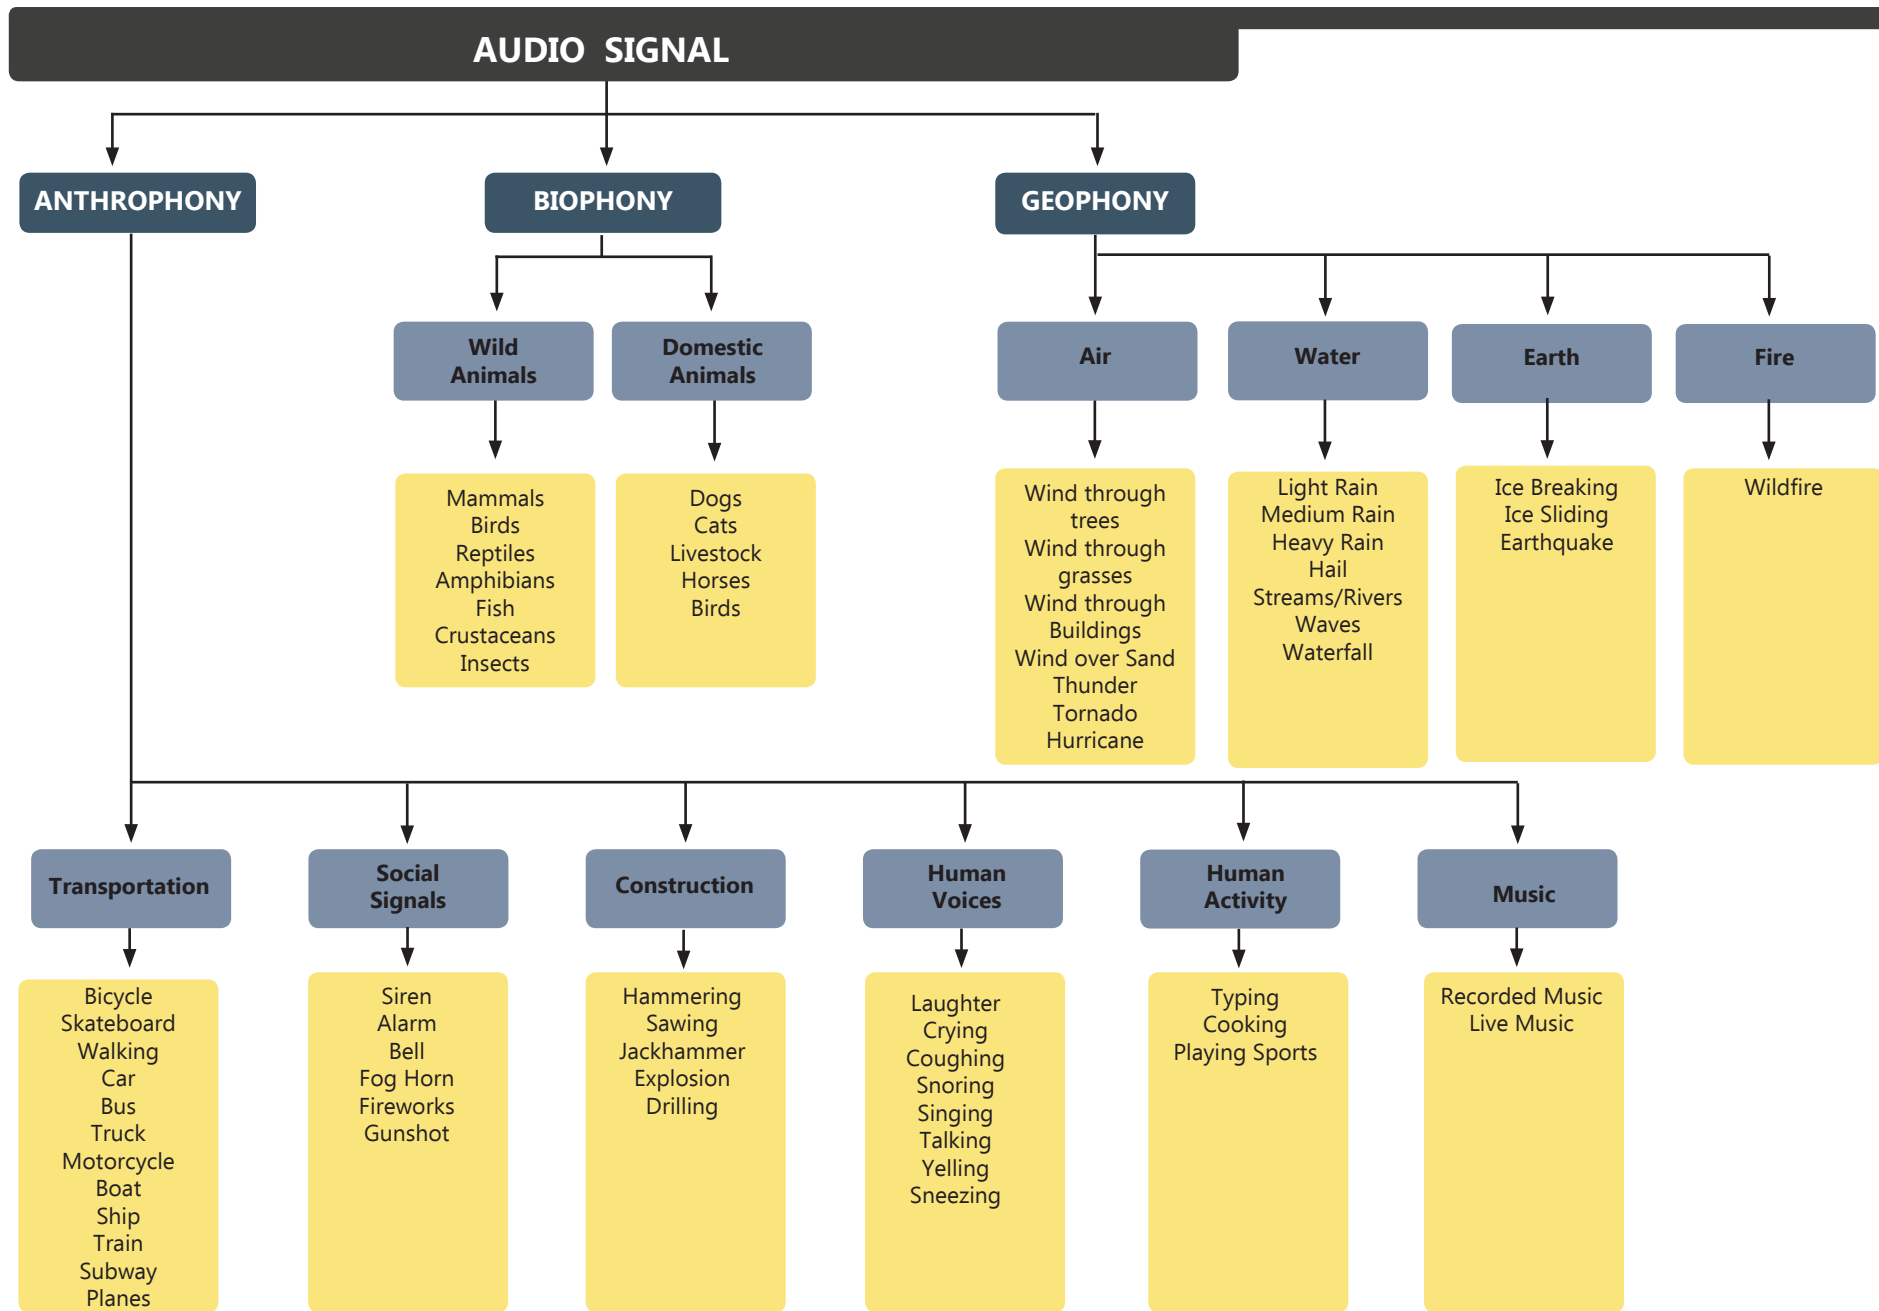 AUDIO SIGNAL
ANTHROPHONY
BIOPHONY
GEOPHONY
Wild
Animals
Domestic
Animals
Air
Water
Earth
Fire
Mammals
Birds
Reptiles
Amphibians
Fish
Crustaceans
Insects
Dogs
Cats
Livestock
Horses
Birds
Wind through
trees
Wind through
grasses
Wind through
Buildings
Wind over Sand
Thunder
Tornado
Hurricane
Light Rain
Medium Rain
Heavy Rain
Hail
Streams/Rivers
Waves
Waterfall
Ice Breaking
Ice Sliding
Earthquake
Wildfire
Transportation
Social
Signals
Construction
Human
Voices
Human
Activity
Music
Bicycle
Skateboard
Walking
Car
Bus
Truck
Motorcycle
Boat
Ship
Train
Subway
Planes
Siren
Alarm
Bell
Fog Horn
Fireworks
Gunshot
Hammering
Sawing
Jackhammer
Explosion
Drilling
Laughter
Crying
Coughing
Snoring
Singing
Talking
Yelling
Sneezing
Typing
Cooking
Playing Sports
Recorded Music
Live Music